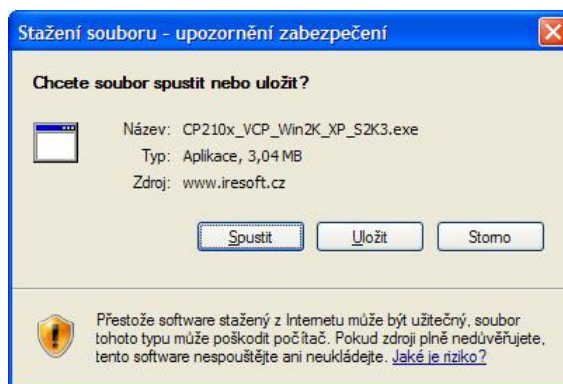 Stažení souboru - upozornění zabezpečení
Chcete soubor spustit nebo uložit?
Název: CP210x_VCP_Win2K_XP_S2K3.exe
Typ: Aplikace, 3,04 MB
Zdroj: www.iresoft.cz
Spustit Uložit Storno
Přestože software stažený z Internetu může být užitečný, soubor
tohoto typu může poškodit počítač. Pokud zdroji plně nedůvěřujete,
tento software nespouštějte ani neukládejte. Jaké je riziko?